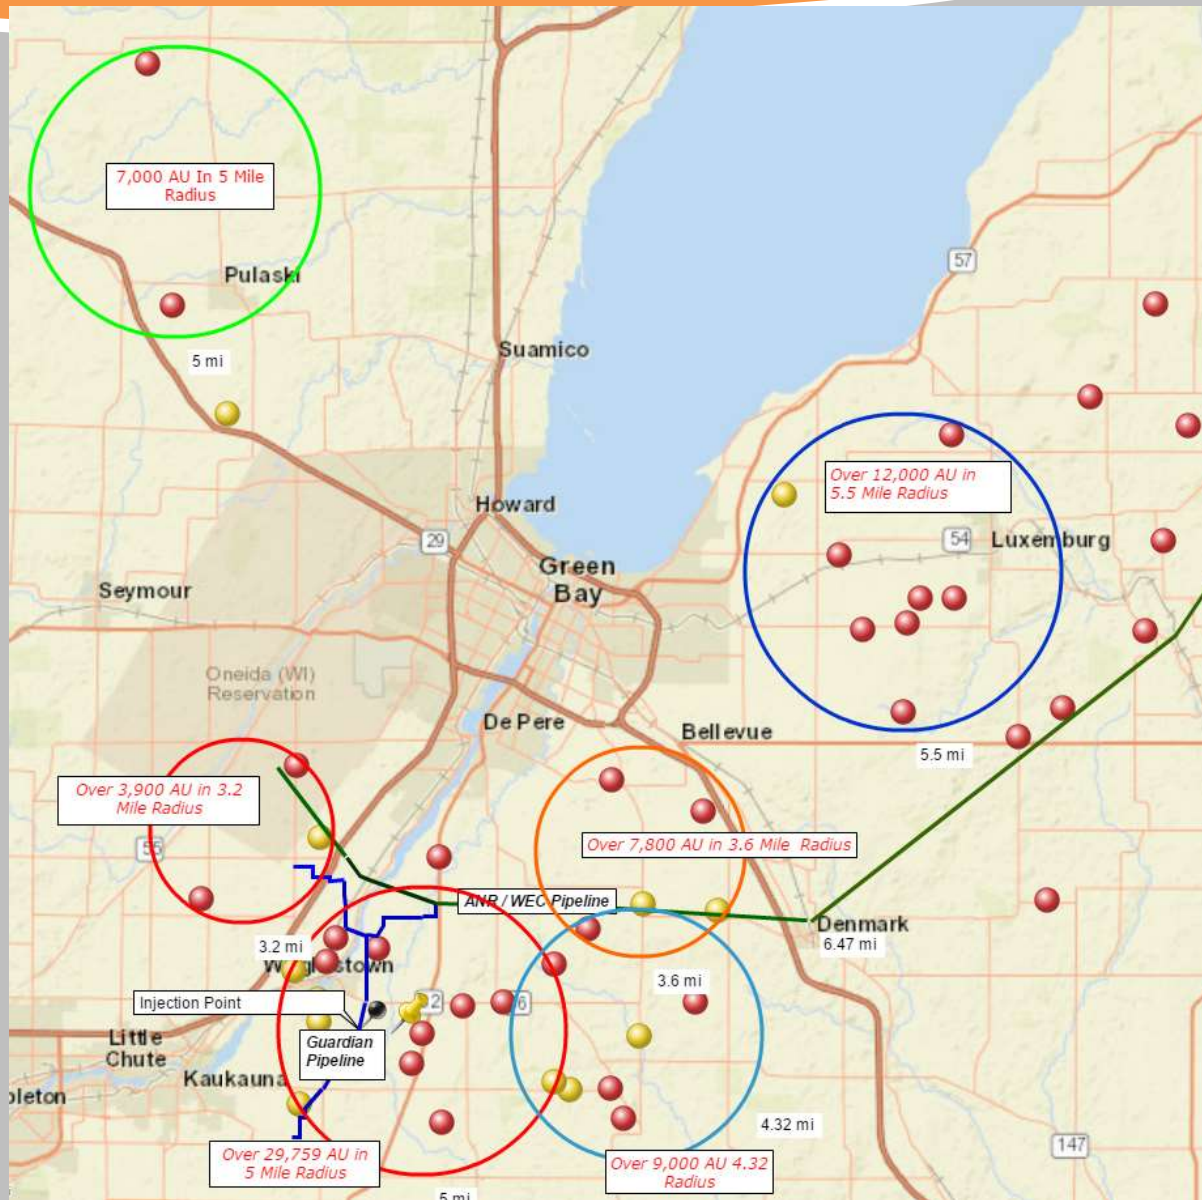 7,000 AU In 5 Mile
Radius
Pulaski
5 mi
Suamico
57
Over 12,000 AU in
5.5 Mile Radius
Howard
29
54
Luxemburg
Green
Bay
Seymour
Oneida (WI)
Reservation
De Pere
Bellevue
5.5 mi
Over 3,900 AU in 3.2
Mile Radius
55
Over 7,800 AU in 3.6 Mile Radius
ANR / WEC Pipeline
Denmark
6.47 mi
3.2 mi
3.6 mi
Injection Point
Guardian
Pipeline
Little
Chute
Kaukauna
pleton
4.32 mi
147
Over 29,759 AU in
5 Mile Radius
Over 9,000 AU 4.32
Radius
5 mi